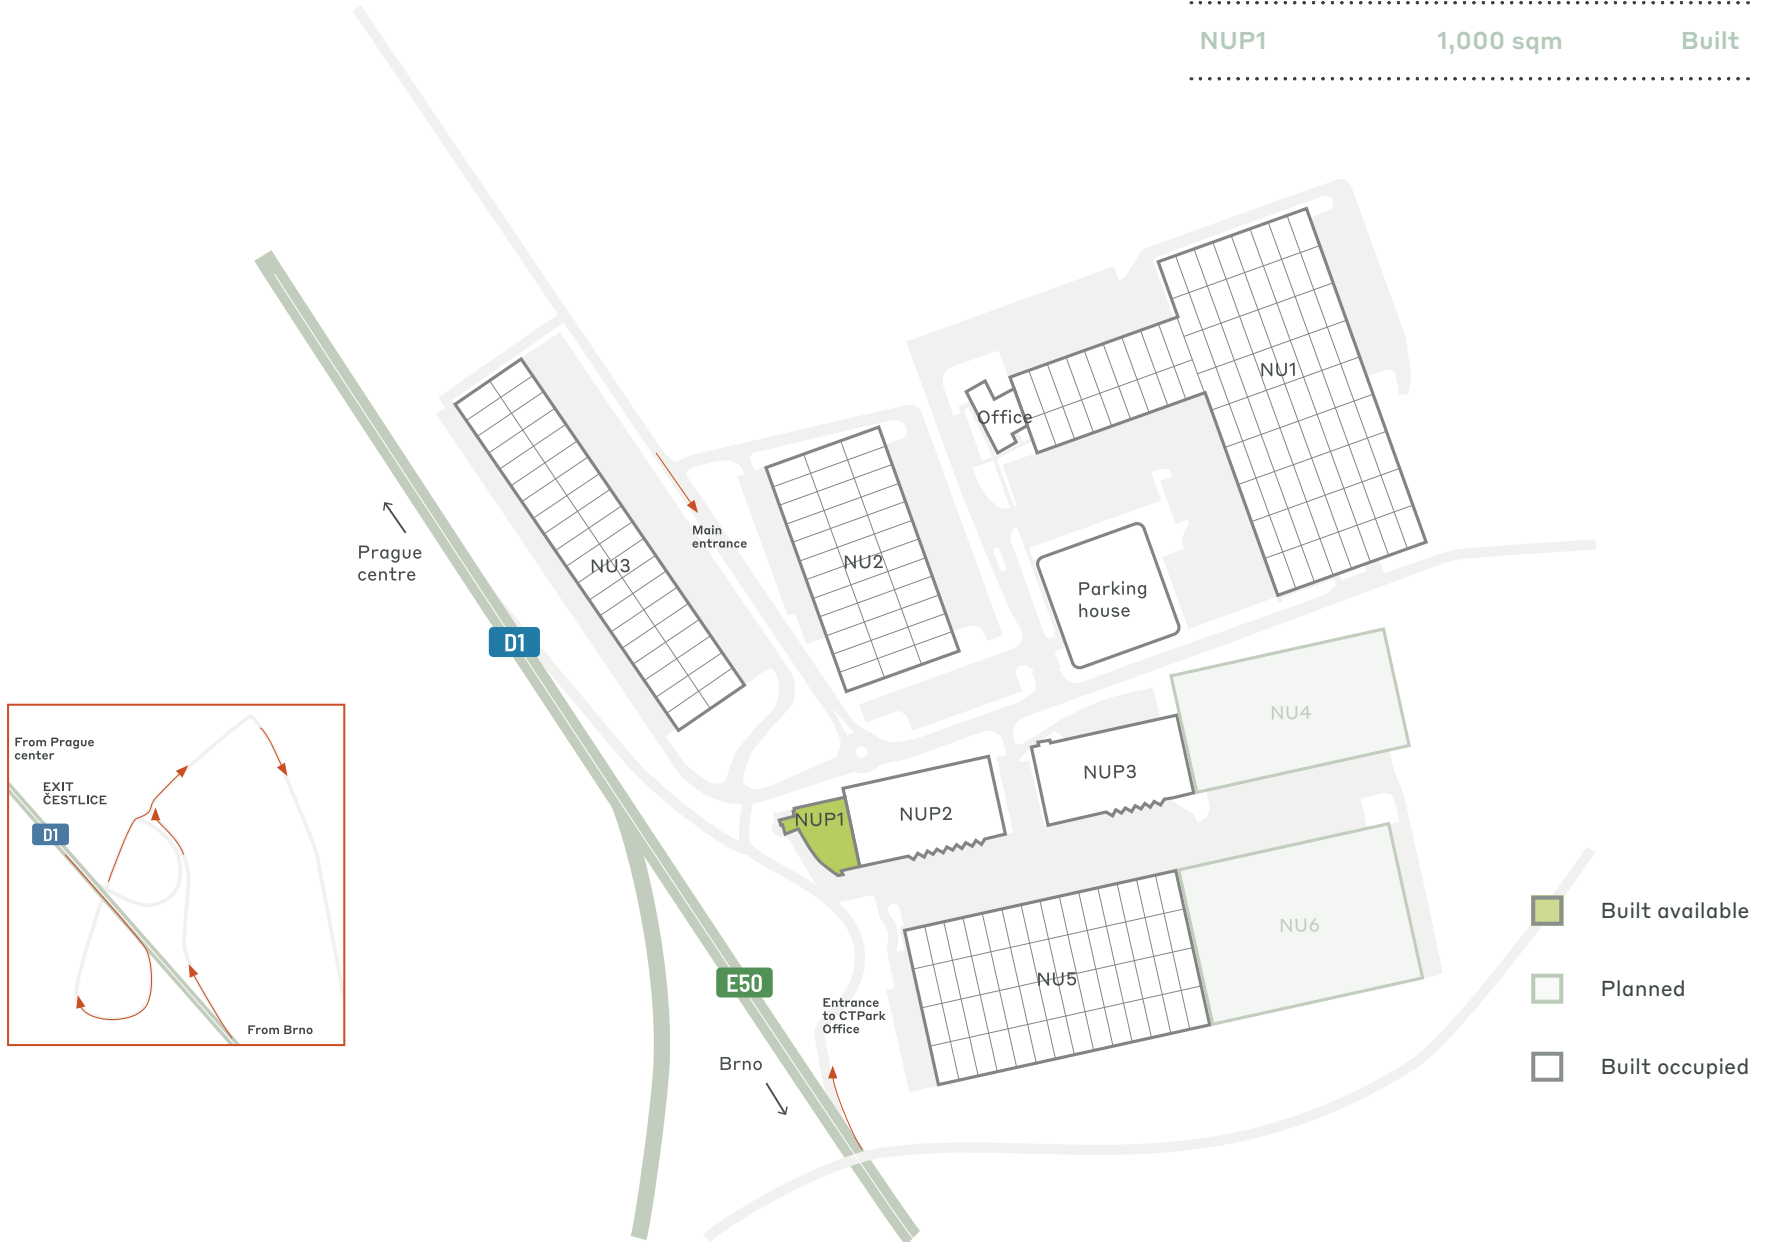 NUP1 1,000 sqm Built
NU1
Office
Main
entrance
NU2
NU3
Prague
centre
Parking
house
D1
NU4
From Prague
center
EXIT
ČESTLICE
D1
From Brno
NUP3
NUP2
NUP1
NU6
NU5
E50
Entrance
to CTPark
Office
Brno
Built available
Planned
Built occupied